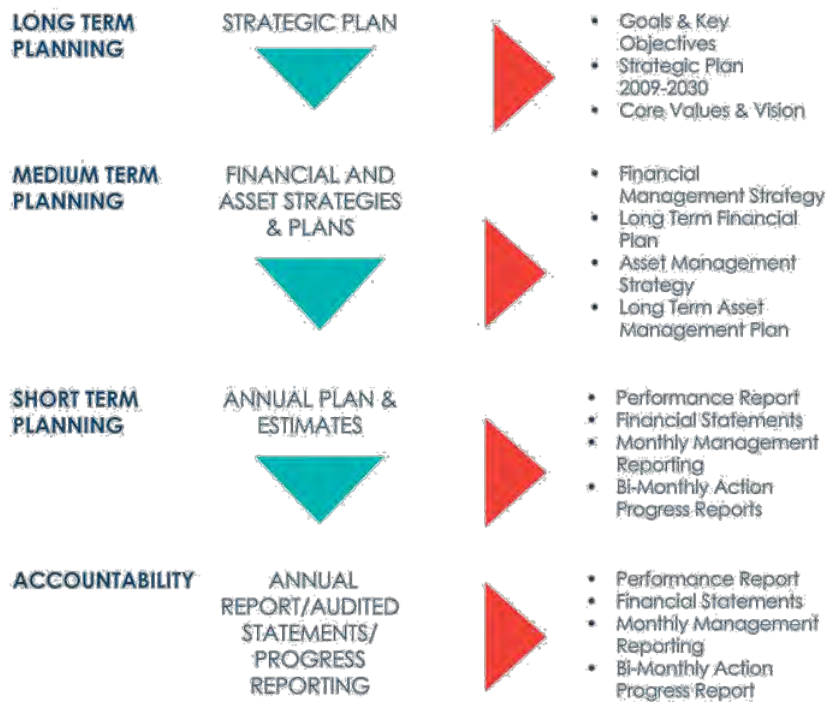 LONG TERM
PLANNING
STRATEGIC PLAN
• Goals & Key
Objectives
• Strategic Plan
2009-2030
• Core Values & Vision
MEDIUM TERM
PLANNING
FINANCIAL AND
ASSET STRATEGIES
& PLANS
• Financial
Management Strategy
• Long Term Financial
Plan
• Asset Management
Strategy
• Long Term Asset
Management Plan
SHORT TERM
PLANNING
ANNUAL PLAN &
ESTIMATES
• Performance Report
• Financial Statements
• Monthly Management
Reporting
• Bi-Monthly Action
Progress Reports
ACCOUNTABILITY
ANNUAL
REPORT/AUDITED
STATEMENTS/
PROGRESS
REPORTING
• Performance Report
• Financial Statements
• Monthly Management
Reporting
• Bi-Monthly Action
Progress Report